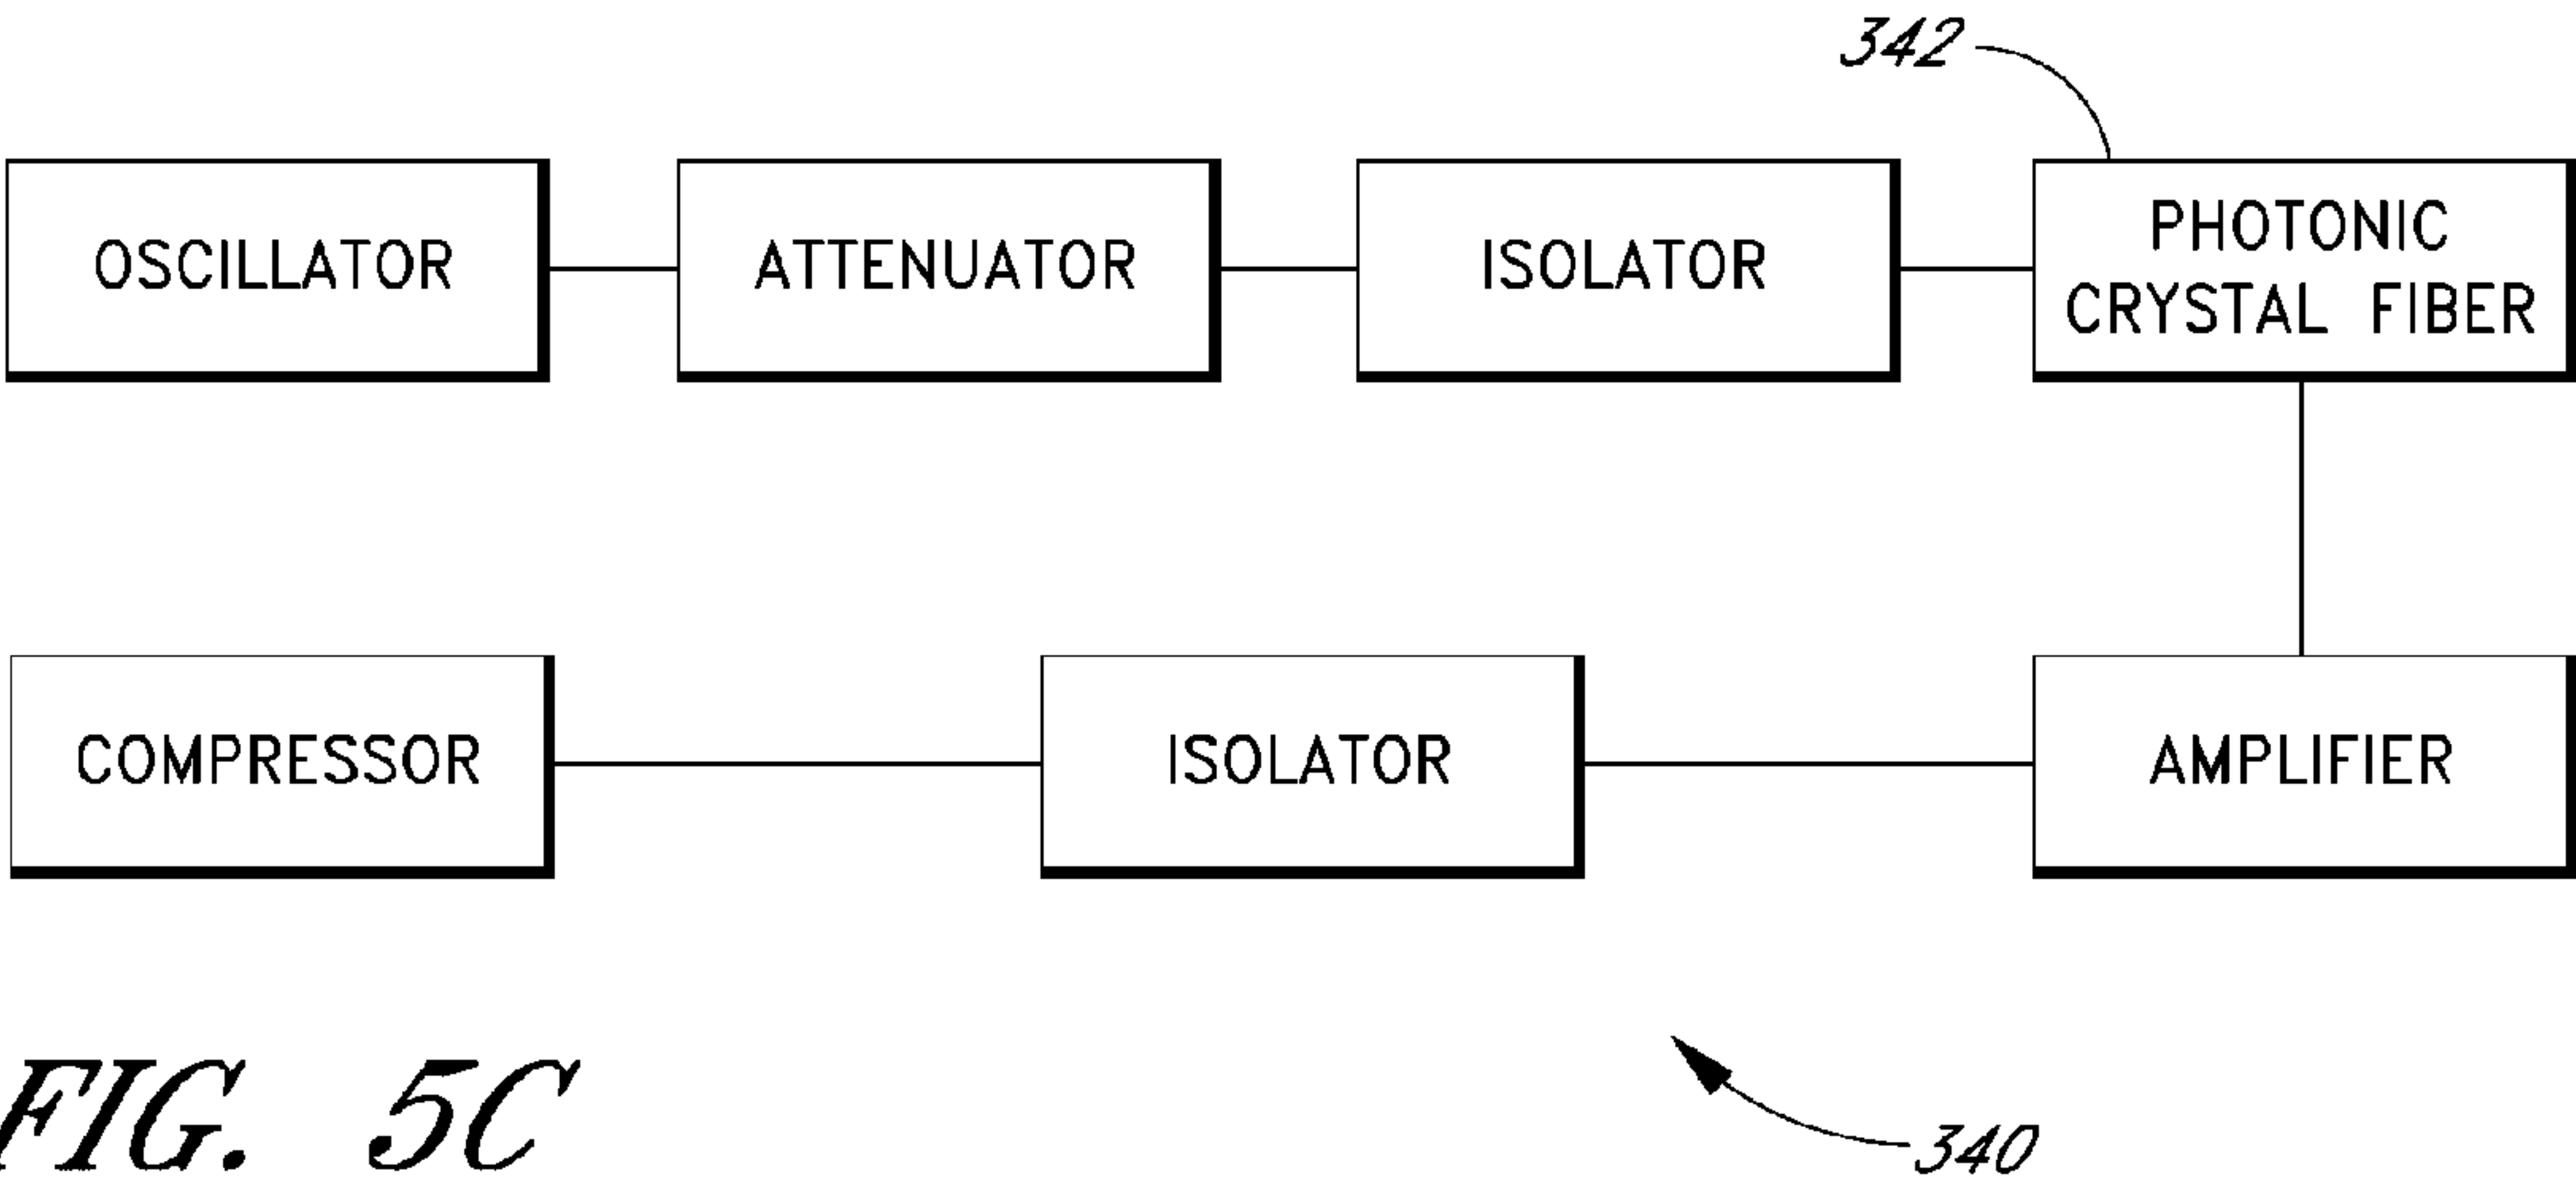 342
OSCILLATOR
ATTENUATOR
ISOLATOR
PHOTONIC
CRYSTAL FIBER
COMPRESSOR
ISOLATOR
AMPLIFIER
FIG. 5C
340